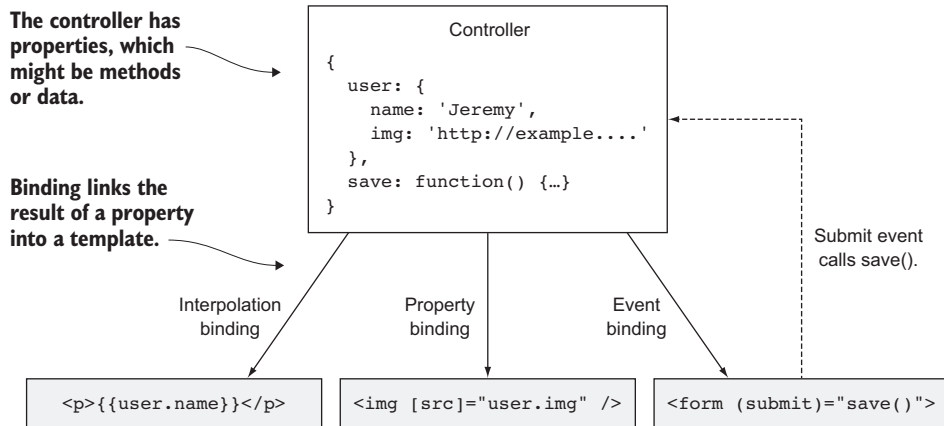 The controller has
properties, which
might be methods
or data.
Controller
{
  user: {
    name: 'Jeremy',
    img: 'http://example....'
  },
  save: function() {…}
}
Binding links the
result of a property
into a template.
Submit event
calls save().
Interpolation
binding
Property
binding
Event
binding
<p>{{user.name}}</p>
<img [src]="user.img" />
<form (submit)="save()">